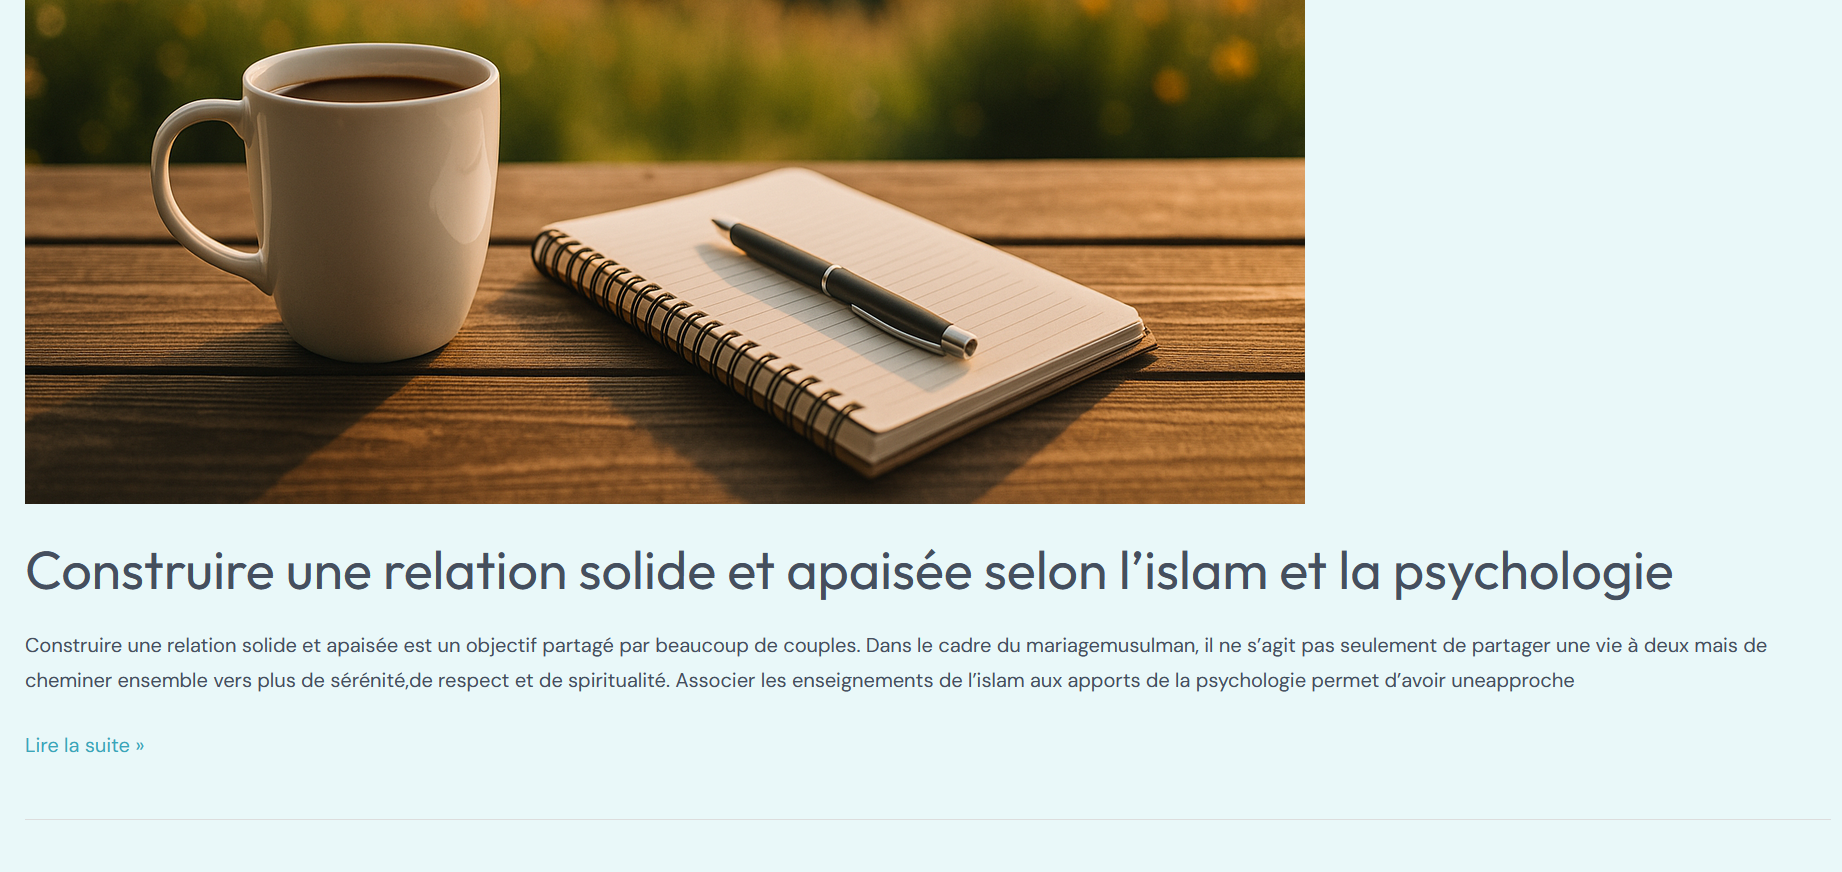 Construire une relation solide et apaisée selon l’islam et la psychologie
Construire une relation solide et apaisée est un objectif partagé par beaucoup de couples. Dans le cadre du mariagemusulman, il ne s’agit pas seulement de partager une vie à deux mais de
cheminer ensemble vers plus de sérénité,de respect et de spiritualité. Associer les enseignements de l’islam aux apports de la psychologie permet d’avoir uneapproche
Lire la suite »